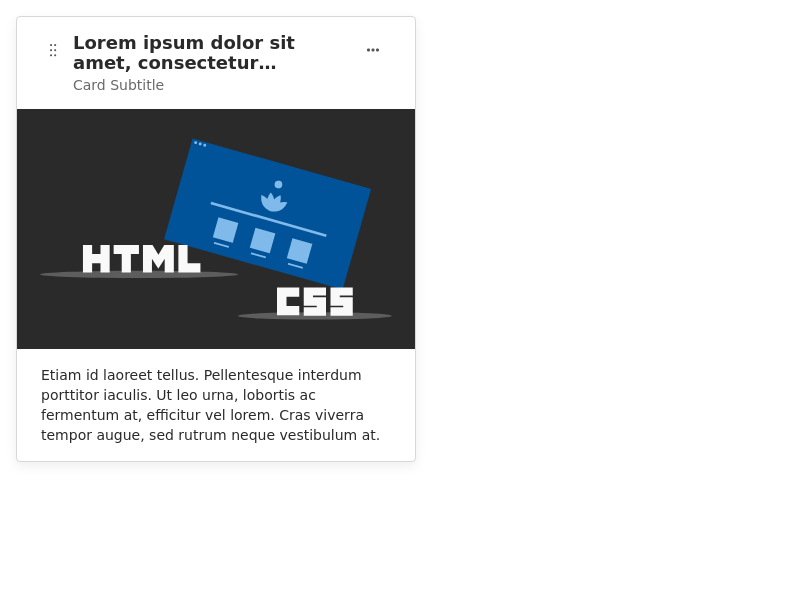 Lorem ipsum dolor sit
amet, consectetur…
Card Subtitle
HTML
CSS
Etiam id laoreet tellus. Pellentesque interdum
porttitor iaculis. Ut leo urna, lobortis ac
fermentum at, efficitur vel lorem. Cras viverra
tempor augue, sed rutrum neque vestibulum at.